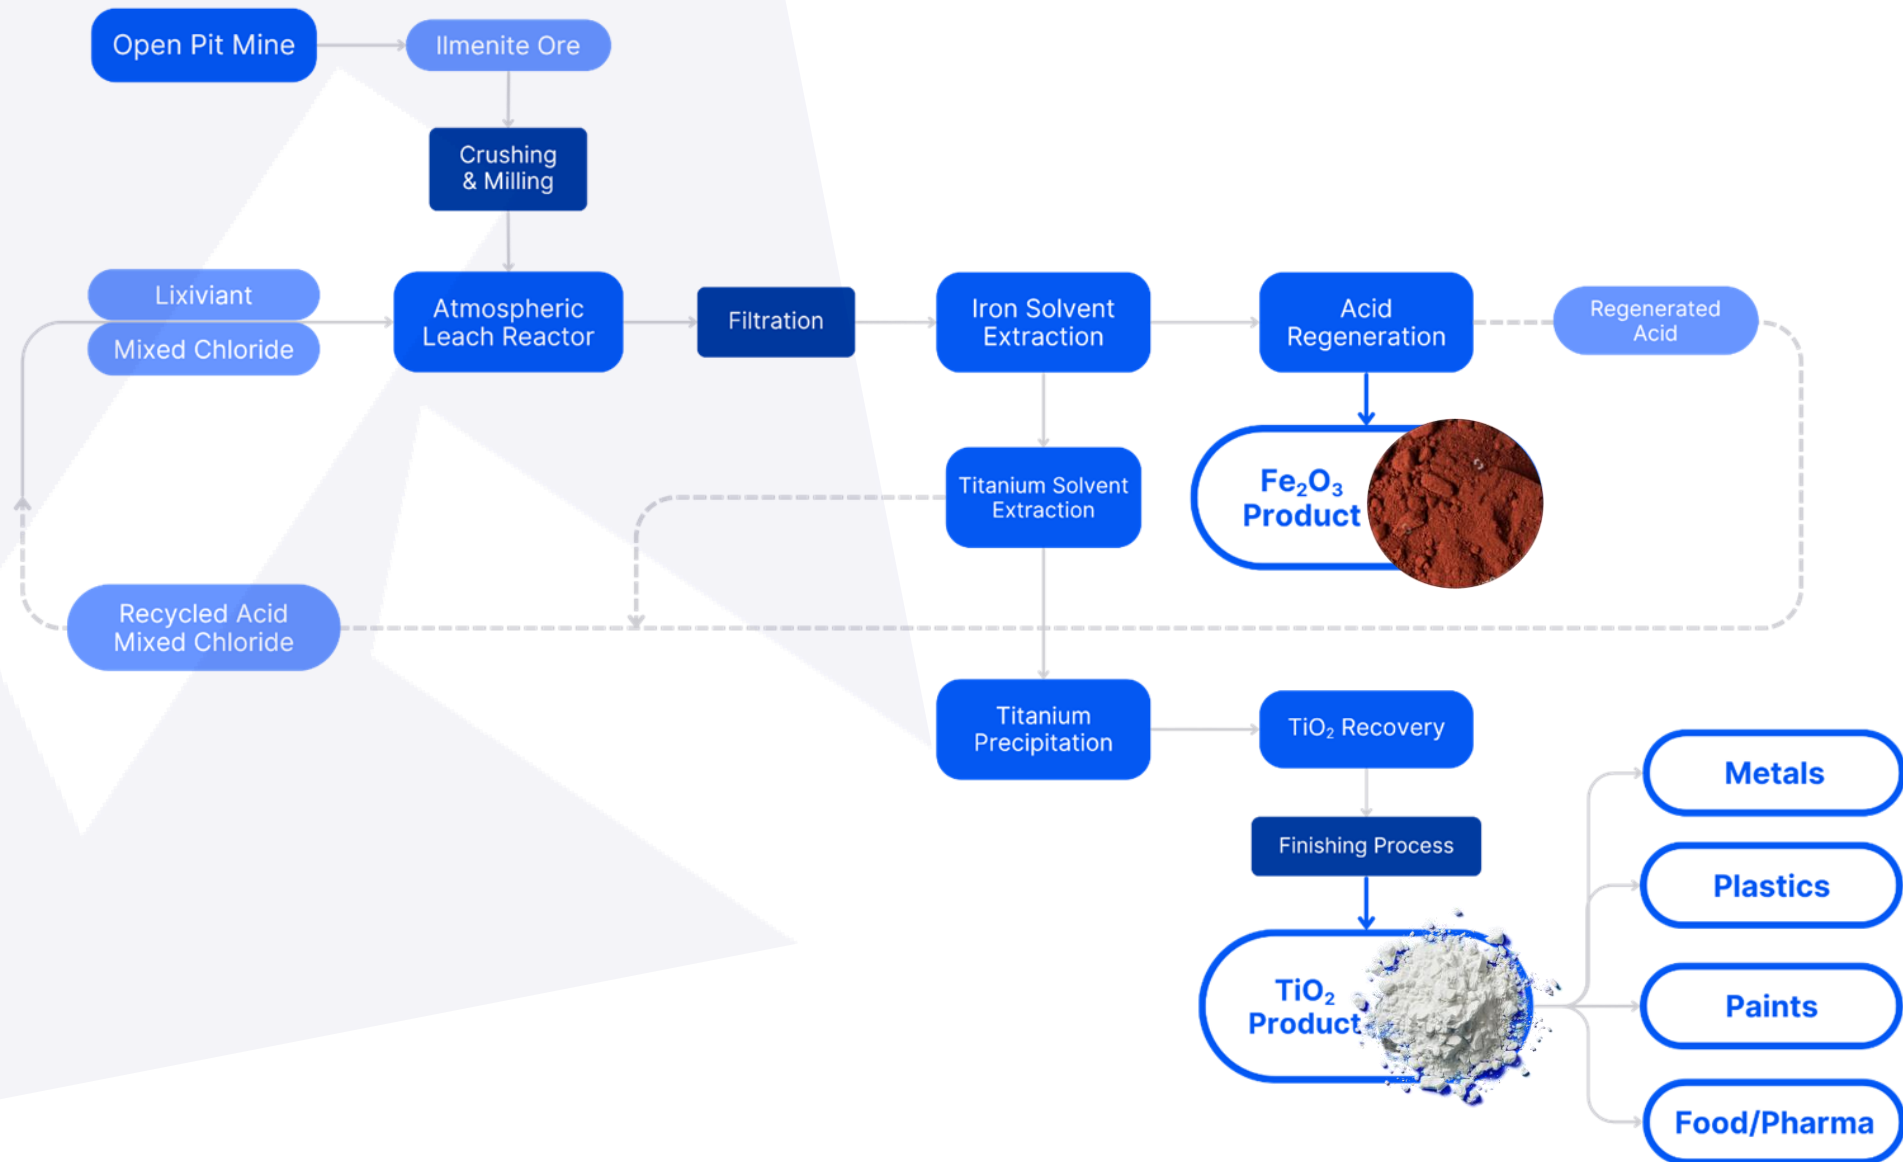 Open Pit Mine
Ilmenite Ore
Crushing
& Milling
Lixiviant
Mixed Chloride
Atmospheric
Leach Reactor
Filtration
Iron Solvent
Extraction
Acid
Regeneration
Regenerated
Acid
Titanium Solvent
Extraction
Fe₂O₃
Product
Recycled Acid
Mixed Chloride
Titanium
Precipitation
TiO₂ Recovery
Finishing Process
TiO₂
Product
Metals
Plastics
Paints
Food/Pharma